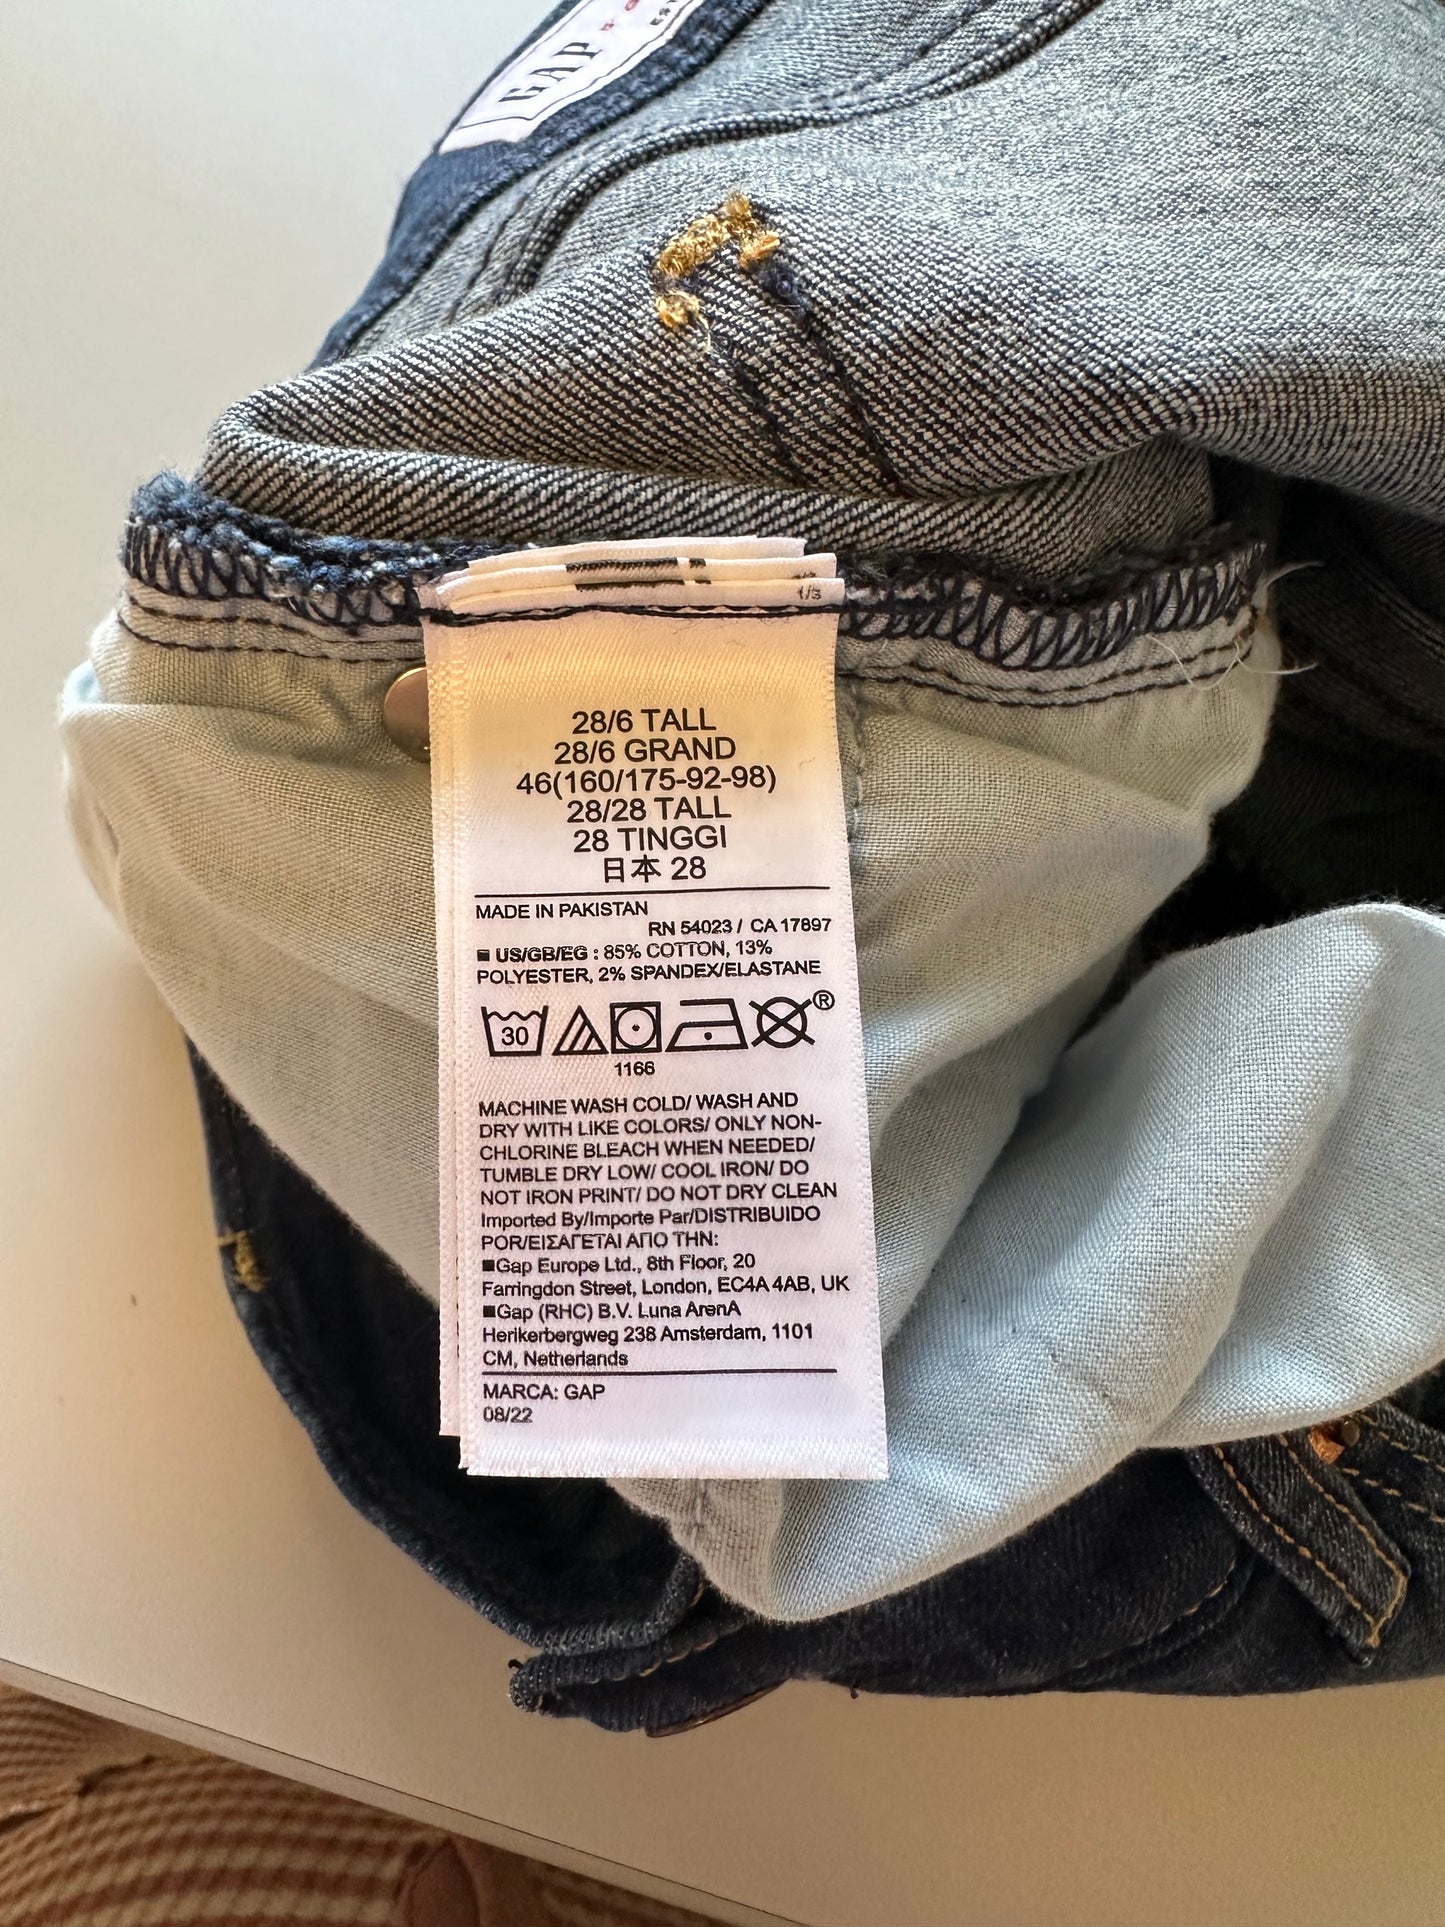 GAP
28/6 TALL
28/6 GRAND
46(160/175-92-98)
28/28 TALL
28 TINGGI
日本 28
MADE IN PAKISTAN
RN 54023 / CA 17897
■ US/GB/EG : 85% COTTON, 13%
POLYESTER, 2% SPANDEX/ELASTANE
30
®
1166
MACHINE WASH COLD/ WASH AND
DRY WITH LIKE COLORS/ ONLY NON-
CHLORINE BLEACH WHEN NEEDED/
TUMBLE DRY LOW/ COOL IRON/ DO
NOT IRON PRINT/ DO NOT DRY CLEAN
Imported By/Importe Par/DISTRIBUIDO
POR/ΕΙΣΑΓΕΤΑΙ ΑΠΟ ΤΗΝ:
■Gap Europe Ltd., 8th Floor, 20
Farringdon Street, London, EC4A 4AB, UK
■Gap (RHC) B.V. Luna ArenA
Herikerbergweg 238 Amsterdam, 1101
CM, Netherlands
MARCA: GAP
08/22